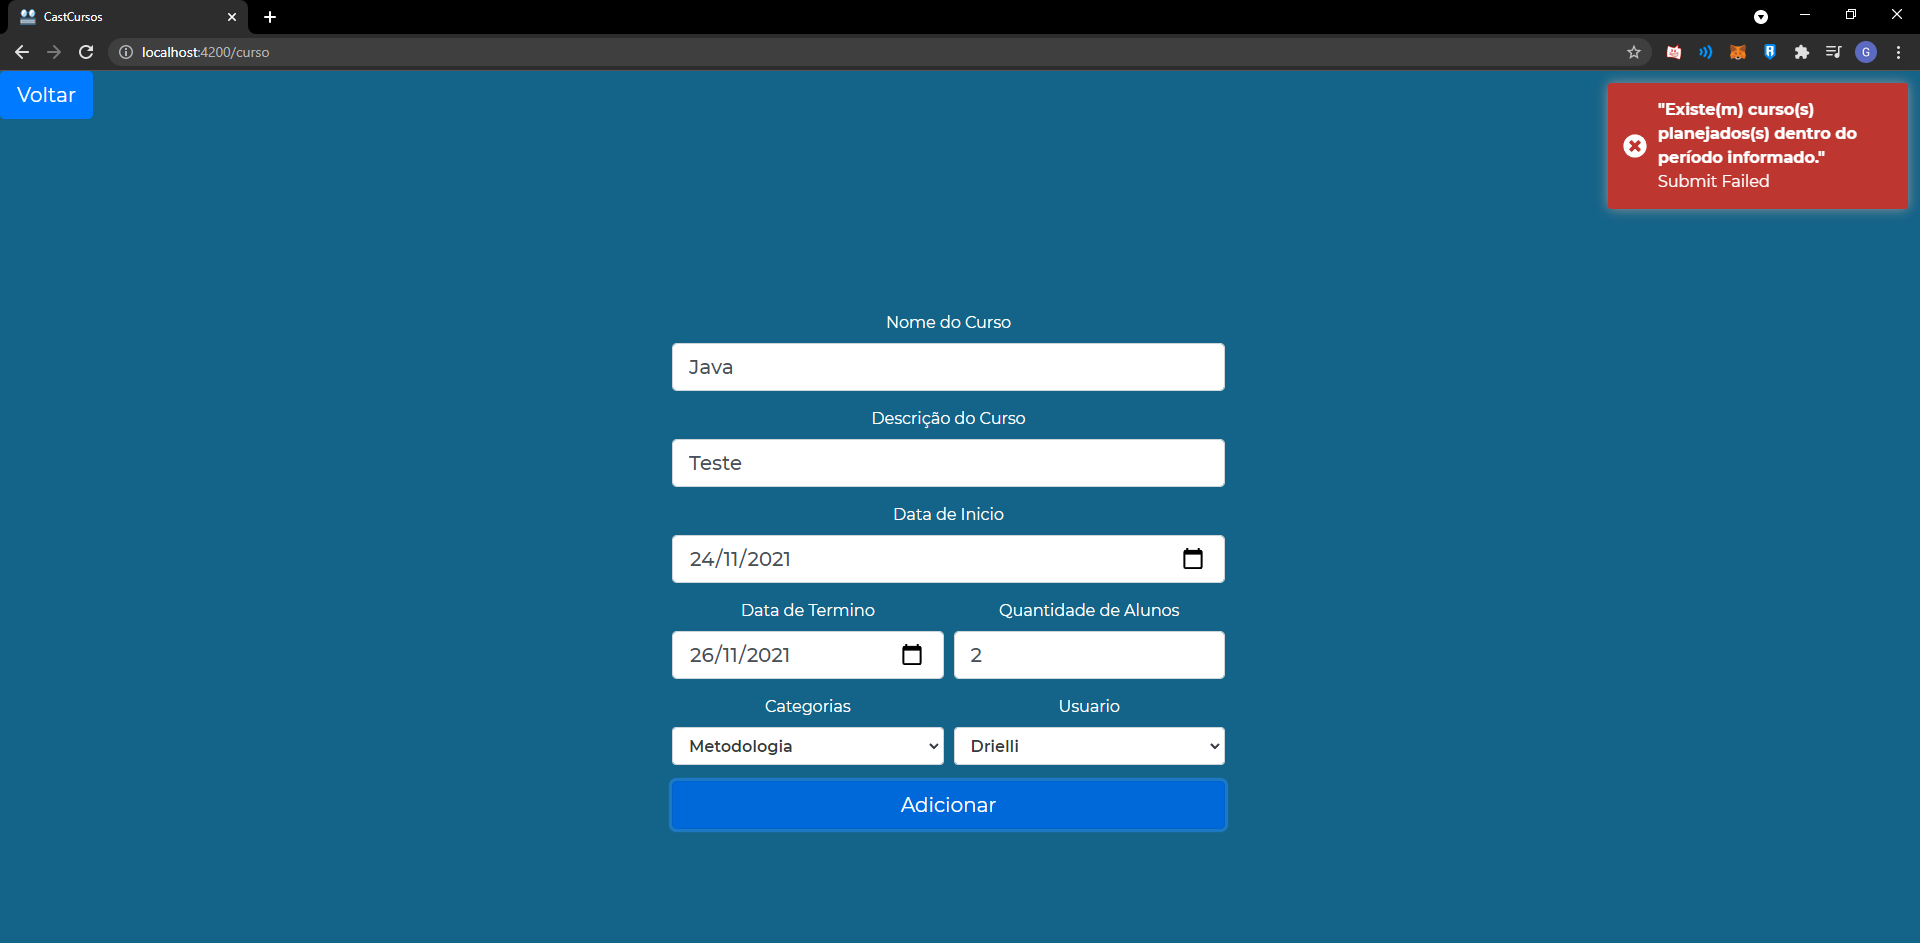 CastCursos
localhost:4200/curso
G
Voltar
"Existe(m) curso(s)
planejados(s) dentro do
período informado."
Submit Failed
Nome do Curso
Java
Descrição do Curso
Teste
Data de Inicio
24/11/2021
Data de Termino
Quantidade de Alunos
26/11/2021
2
Categorias
Usuario
Metodologia
Drielli
Adicionar